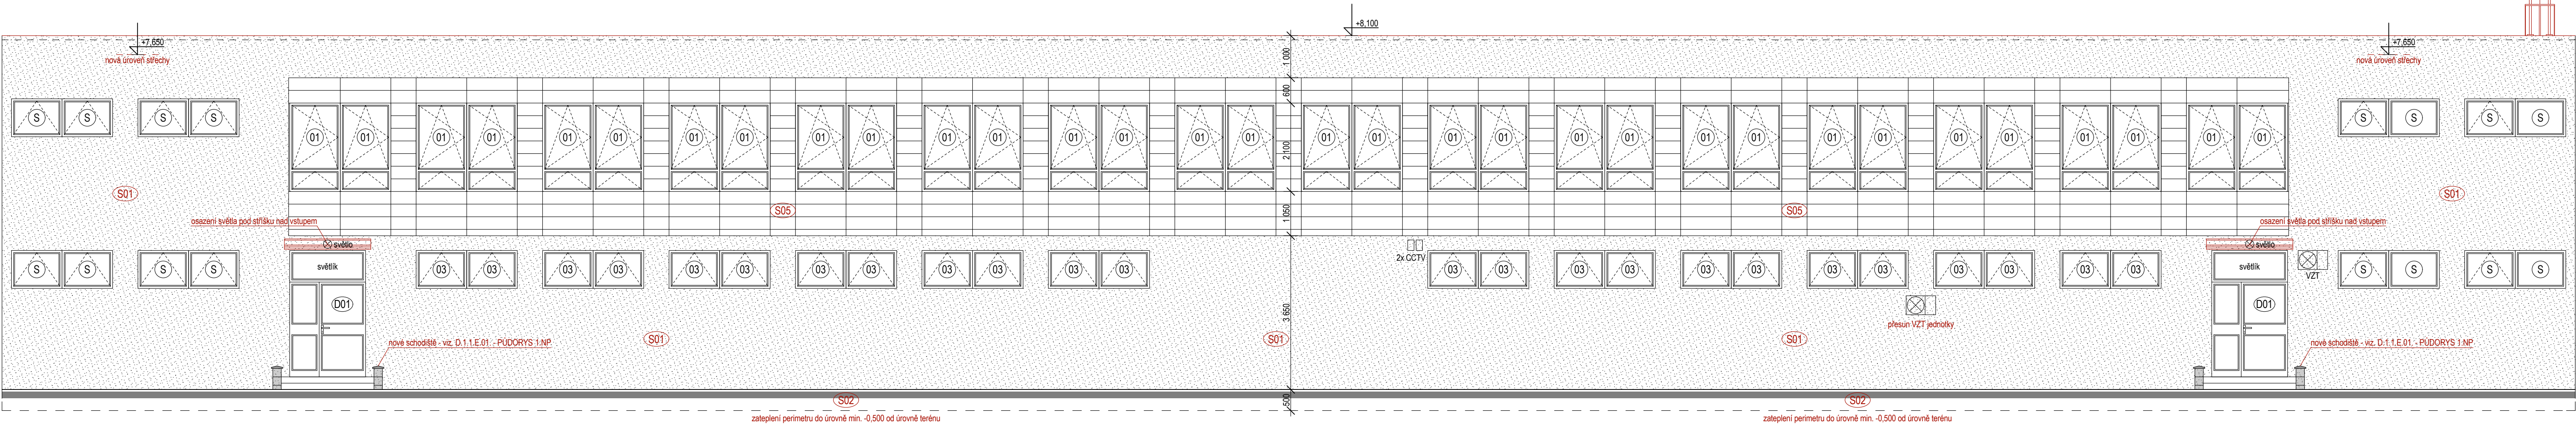 +8,100
+7,650
+7,650
nová úroveň střechy
nová úroveň střechy
1 000
600
S S S S
01 01 01 01 01 01 01 01 01 01 01 01 01 01 01 01 01 01 01 01 01 01 01 01 01 01 01 01 01 01 01 01
S S S S
2 100
S01
S01
S05
S05
1 050
osazení světla pod stříšku nad vstupem
osazení světla pod stříšku nad vstupem
světlo
světlo
2x CCTV
světlík
světlík
VZT
S S S S
03 03 03 03 03 03 03 03 03 03 03 03
03 03 03 03 03 03 03 03 03 03 03 03
S S S S
D01
D01
3 650
přesun VZT jednotky
S01
S01
S01
nové schodiště - viz. D.1.1.E.01. - PŮDORYS 1.NP
nové schodiště - viz. D.1.1.E.01. - PŮDORYS 1.NP
S02
S02
,500
zateplení perimetru do úrovně min. -0,500 od úrovně terénu
zateplení perimetru do úrovně min. -0,500 od úrovně terénu